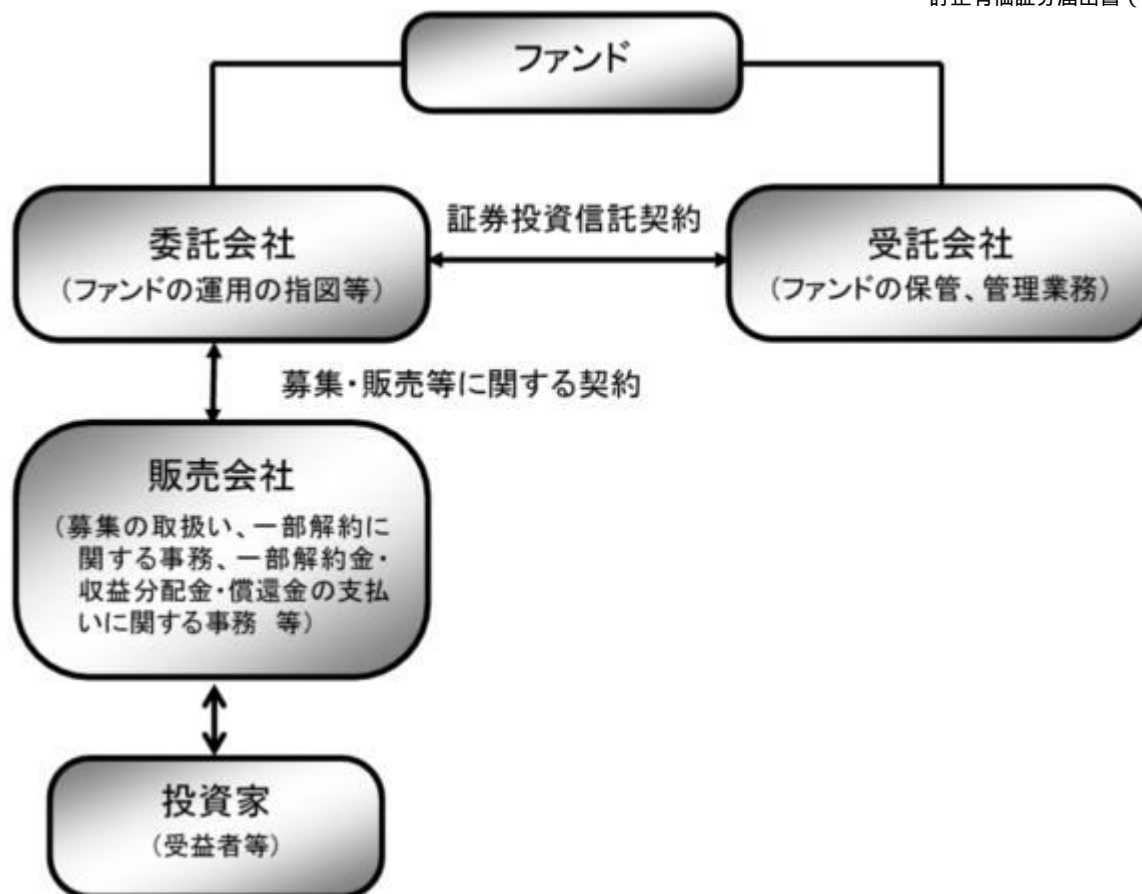 ファンド
委託会社
(ファンドの運用の指図等)
証券投資信託契約
受託会社
(ファンドの保管、管理業務)
募集・販売等に関する契約
販売会社
(募集の取扱い、一部解約に
関する事務、一部解約金・
収益分配金・償還金の支払
いに関する事務 等)
投資家
(受益者等)